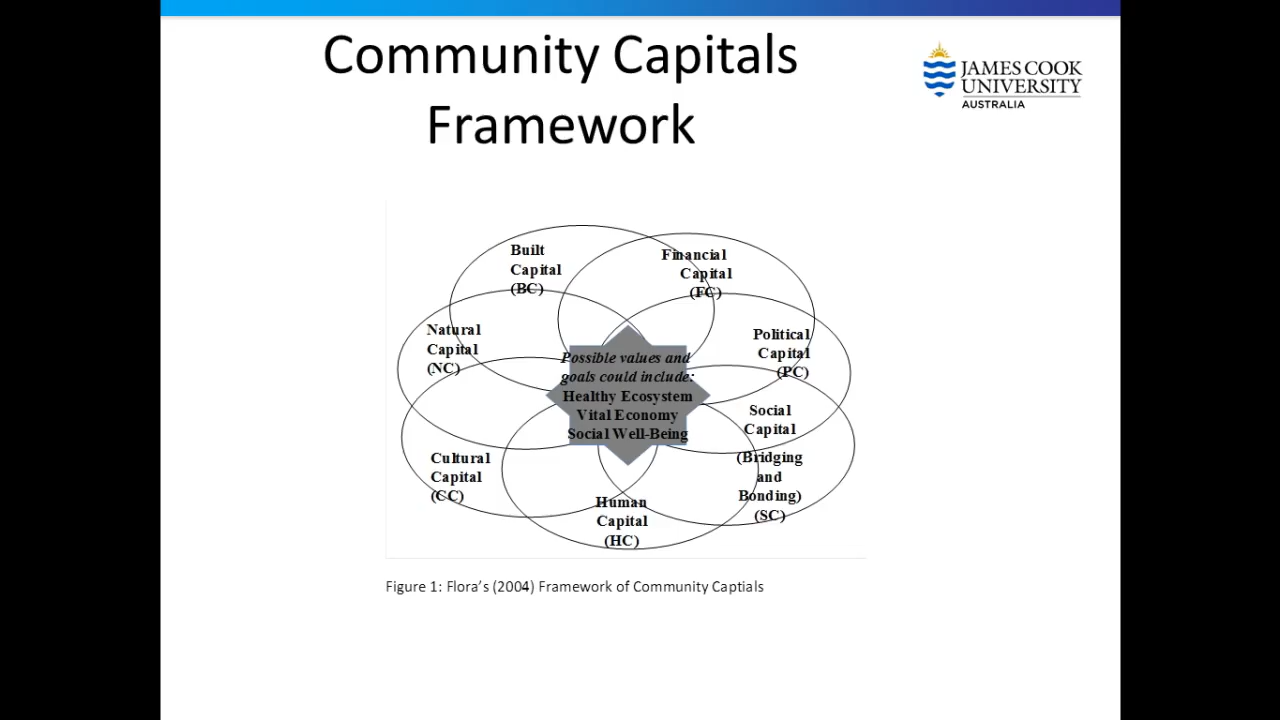 Community Capitals
Framework
JAMES COOK
UNIVERSITY
AUSTRALIA
Built
Capital
(BC)
Financial
Capital
(FC)
Natural
Capital
(NC)
Political
Capital
(PC)
Possible values and
goals could include:
Healthy Ecosystem
Vital Economy
Social Well-Being
Social
Capital
(Bridging
and
Bonding)
(SC)
Cultural
Capital
(CC)
Human
Capital
(HC)
Figure 1: Flora's (2004) Framework of Community Captials